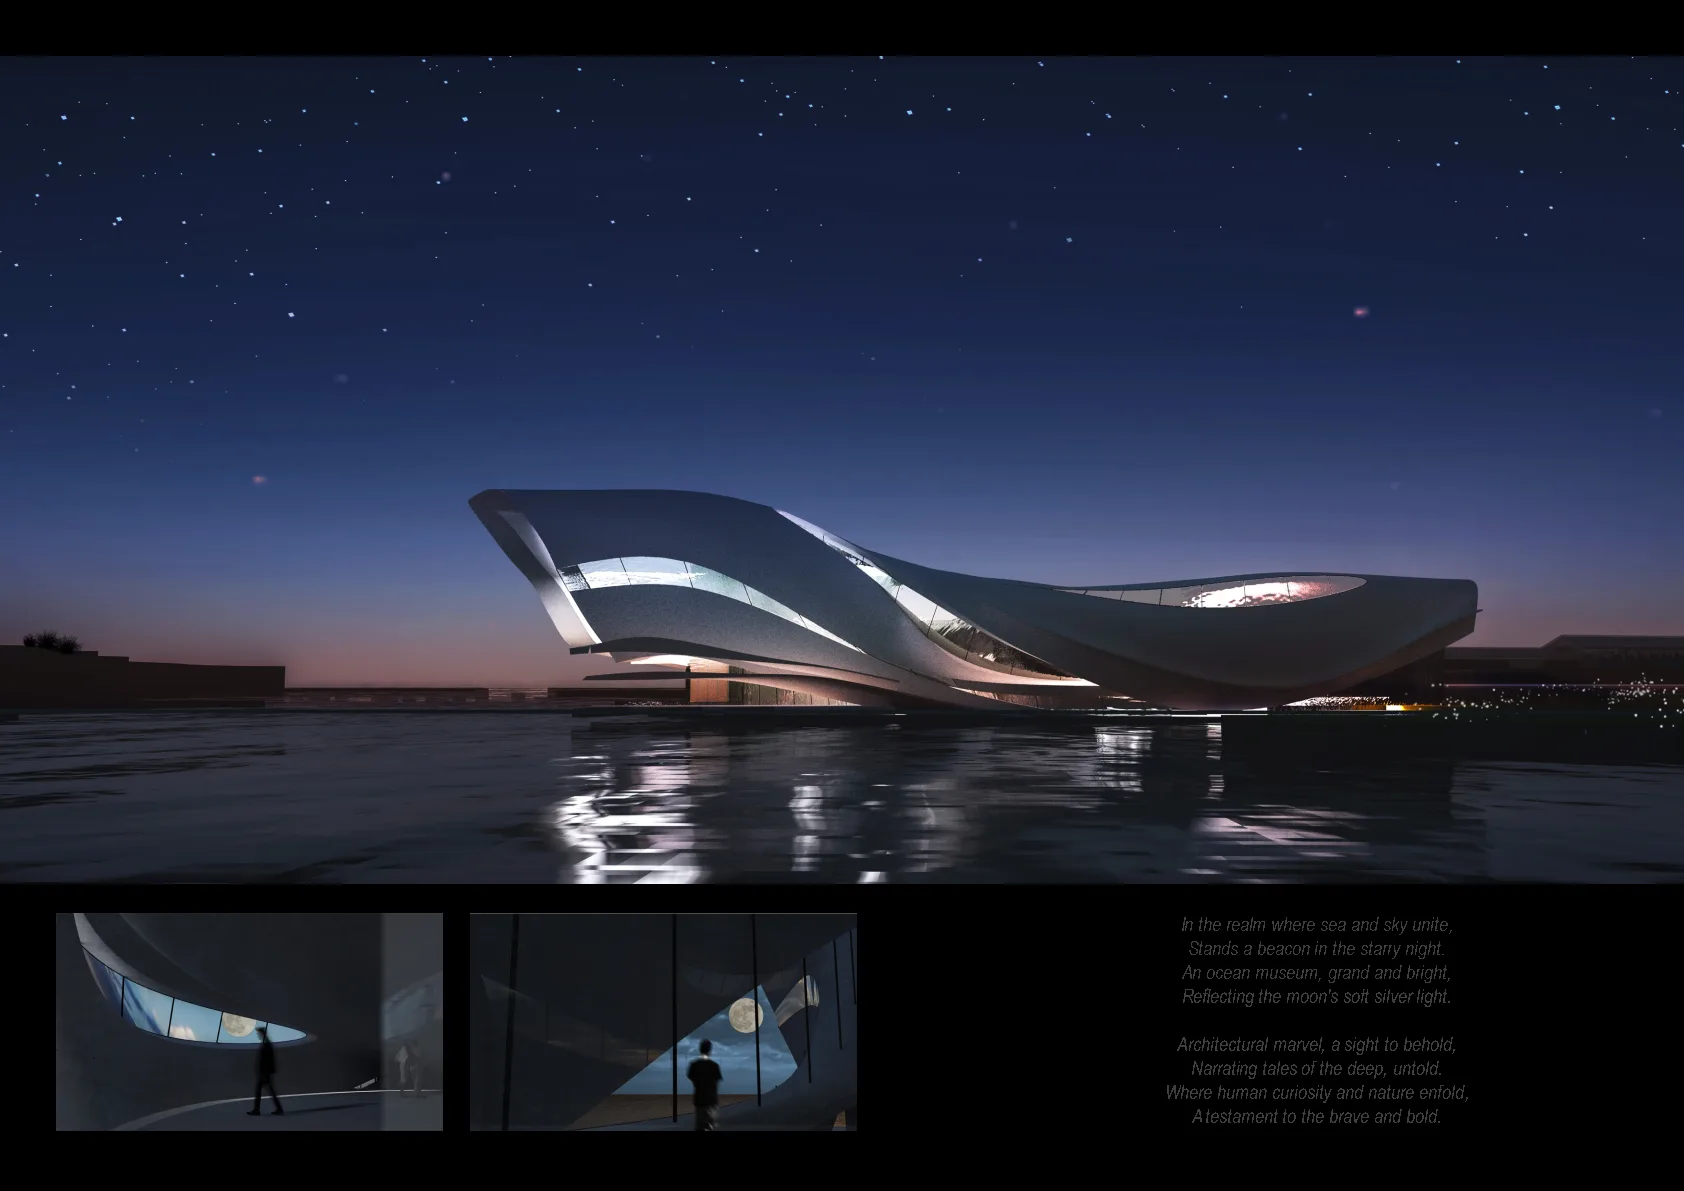 In the realm where sea and sky unite,
Stands a beacon in the starry night.
An ocean museum, grand and bright,
Reflecting the moon's soft silver light.
Architectural marvel, a sight to behold,
Narrating tales of the deep, untold.
Where human curiosity and nature enfold,
A testament to the brave and bold.